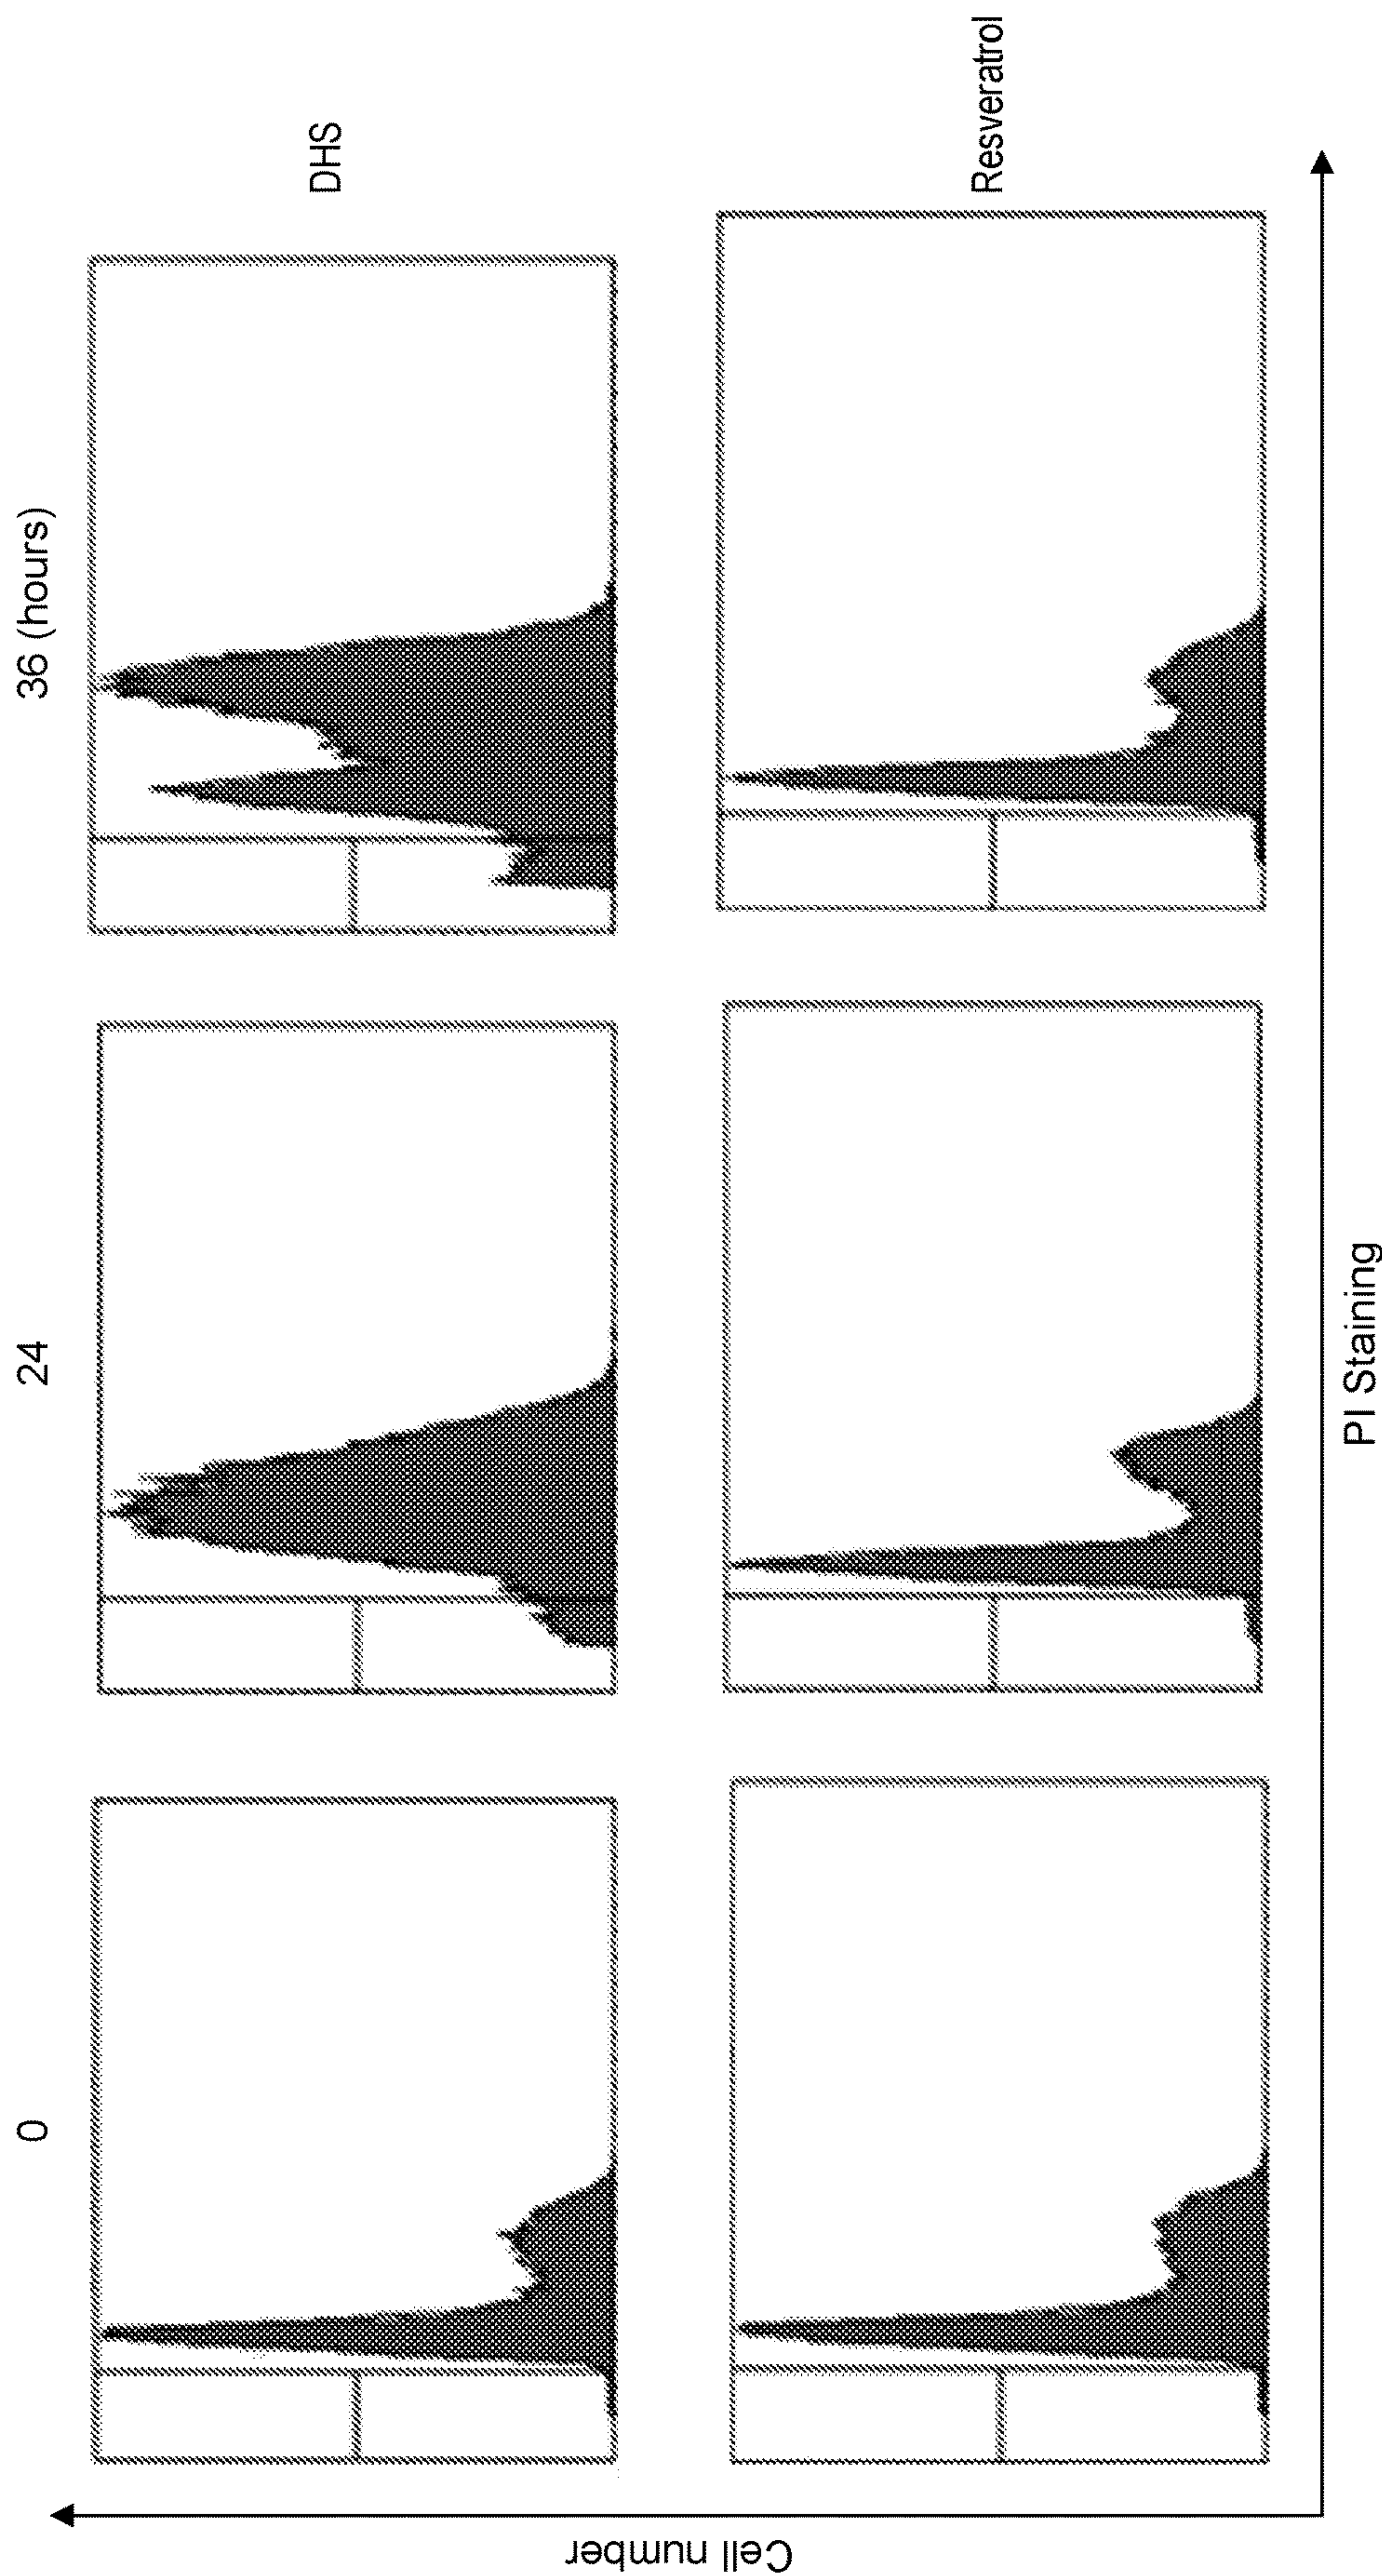 0
24
36 (hours)
DHS
Resveratrol
Cell number
PI Staining